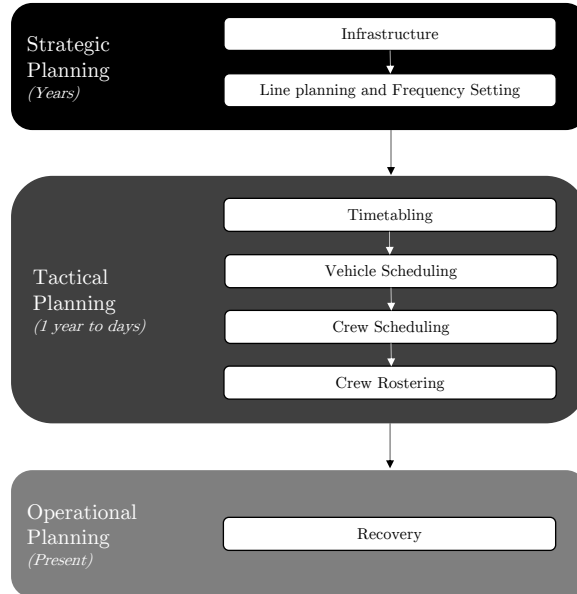 Strategic
Planning
(Years)
Infrastructure
Line planning and Frequency Setting
Tactical
Planning
(1 year to days)
Timetabling
Vehicle Scheduling
Crew Scheduling
Crew Rostering
Operational
Planning
(Present)
Recovery